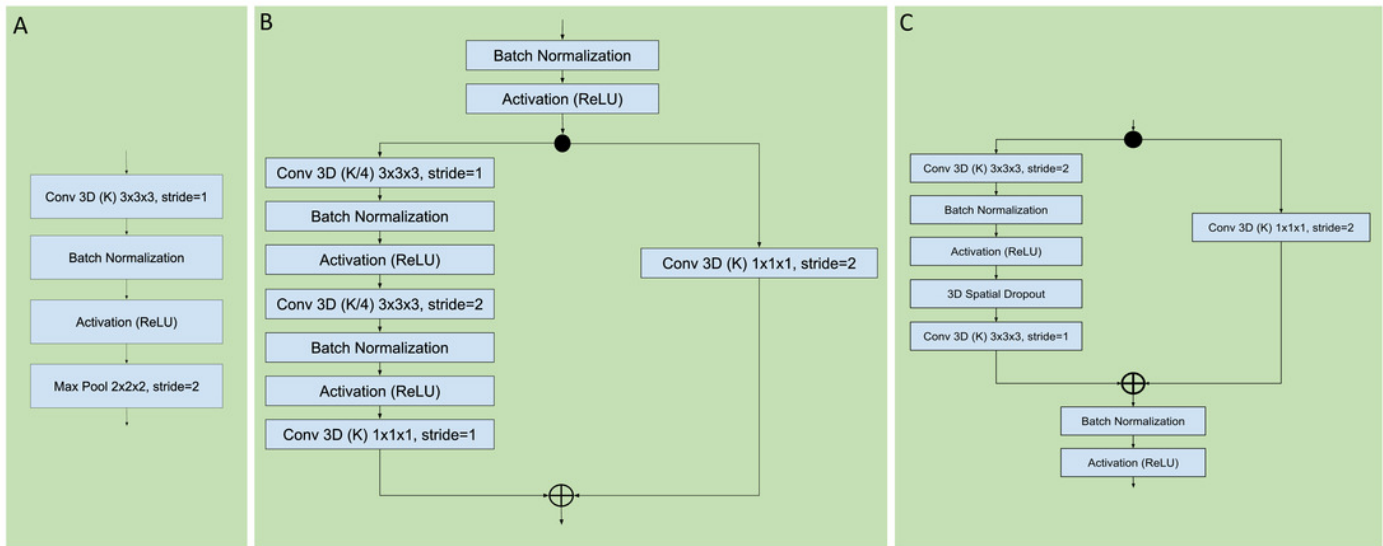 A
Conv 3D (K) 3x3x3, stride=1
Batch Normalization
Activation (ReLU)
Max Pool 2x2x2, stride=2
B
Batch Normalization
Activation (ReLU)
Conv 3D (K/4) 3x3x3, stride=1
Batch Normalization
Activation (ReLU)
Conv 3D (K/4) 3x3x3, stride=2
Batch Normalization
Activation (ReLU)
Conv 3D (K) 1x1x1, stride=1
Conv 3D (K) 1x1x1, stride=2
C
Conv 3D (K) 3x3x3, stride=2
Batch Normalization
Activation (ReLU)
3D Spatial Dropout
Conv 3D (K) 3x3x3, stride=1
Conv 3D (K) 1x1x1, stride=2
Batch Normalization
Activation (ReLU)